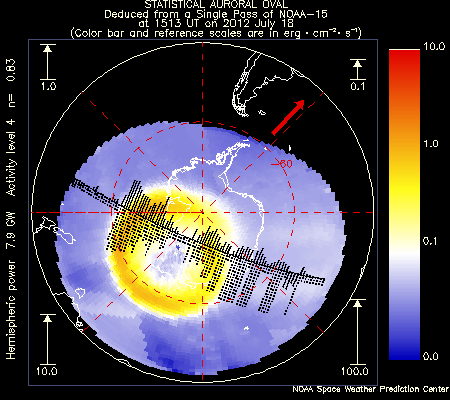 STATISTICAL AURORAL OVAL
Deduced from a Single Pass of NOAA-15
at 1513 UT on 2012 July 18
(Color bar and reference scales are in erg · cm⁻² · s⁻¹)
1.0
0.1
10.0
1.0
0.1
0.0
-60
10.0
100.0
Hemispheric power 7.9 GW Activity level 4 n= 0.83
NOAA Space Weather Prediction Center